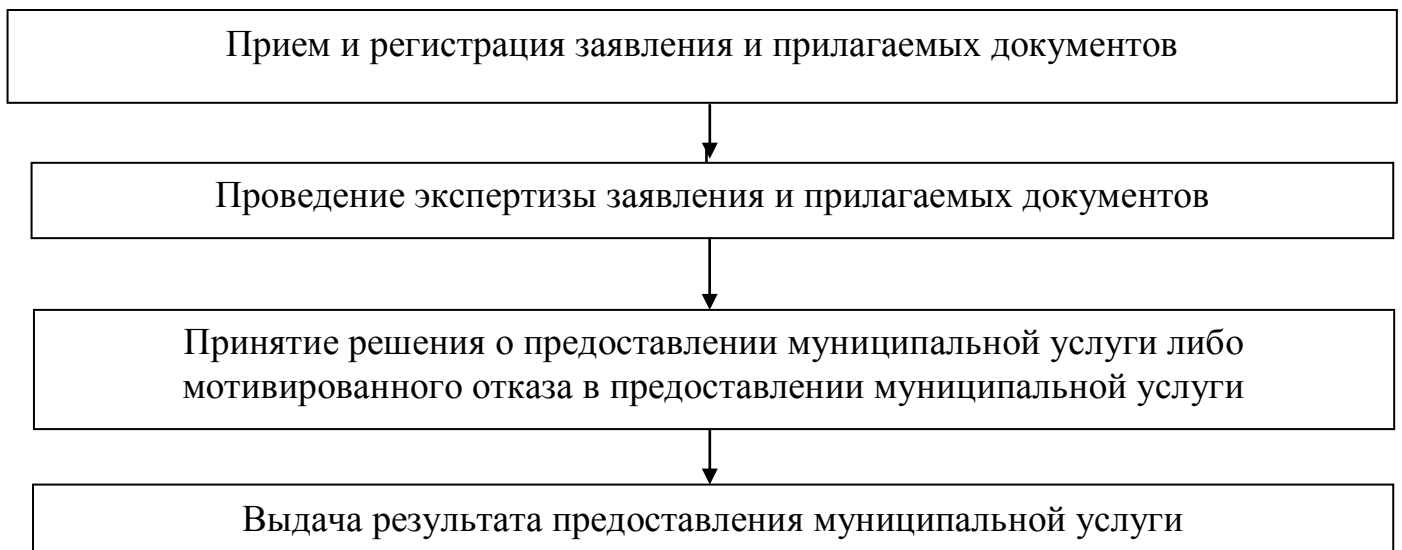 Прием и регистрация заявления и прилагаемых документов
Проведение экспертизы заявления и прилагаемых документов
Принятие решения о предоставлении муниципальной услуги либо
мотивированного отказа в предоставлении муниципальной услуги
Выдача результата предоставления муниципальной услуги